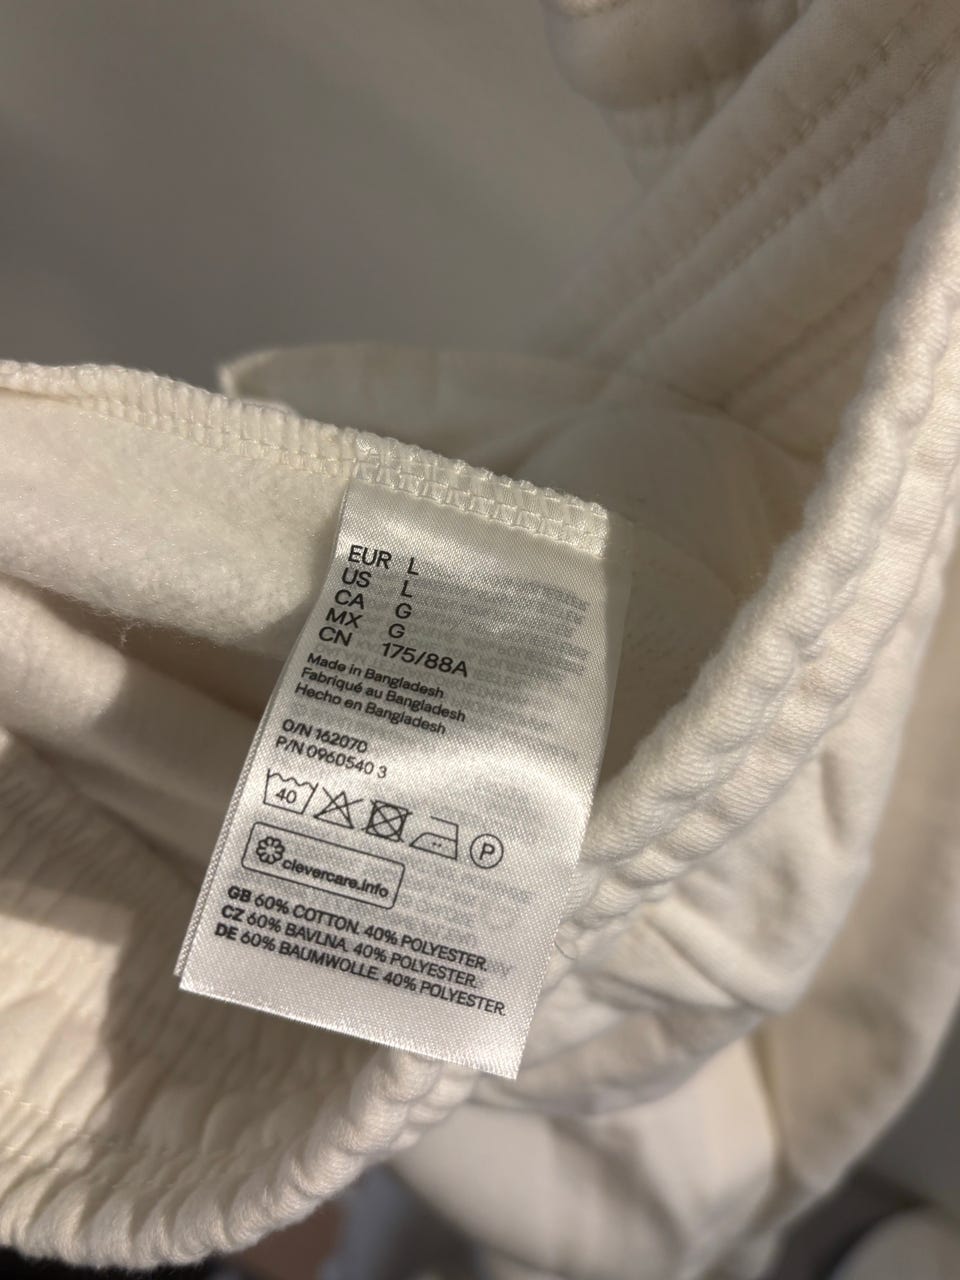 EUR L
US L
CA G
MX G
CN 175/88A
Made in Bangladesh
Fabriqué au Bangladesh
Hecho en Bangladesh
O/N 162070
P/N 0960540 3
40
P
clevercare.info
GB 60% COTTON. 40% POLYESTER.
CZ 60% BAVLNA. 40% POLYESTER.
DE 60% BAUMWOLLE. 40% POLYESTER.